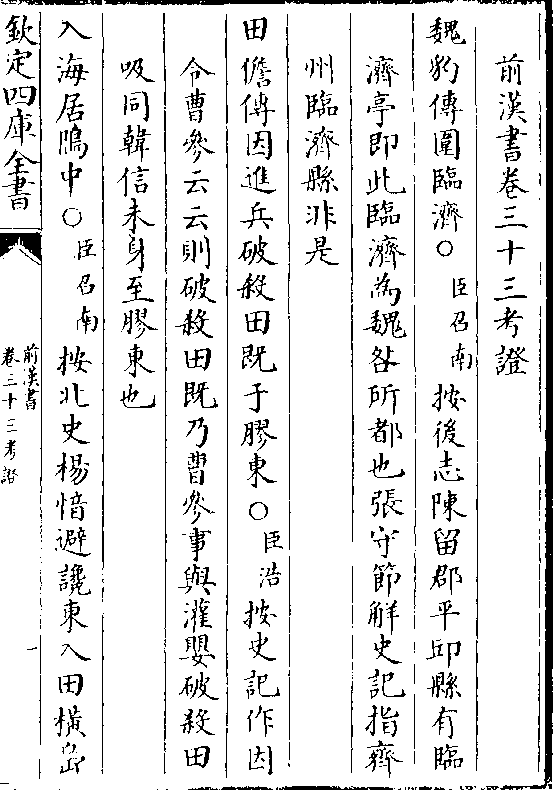 前漢書卷三十三考證
魏豹傳圍臨濟○臣召南按後志陳留郡平邱縣有臨
濟亭即此臨濟為魏咎所都也張守節解史記指齊
州臨濟縣非是
田儋傳因進兵破殺田既于膠東○臣浩按史記作因
令曹參云云則破殺田既乃曹參事與灌嬰破殺田
吸同韓信未身至膠東也
入海居隝中○臣召南按北史楊愔避讒東入田橫島
欽定四庫全書
前漢書
卷三十三考證
一